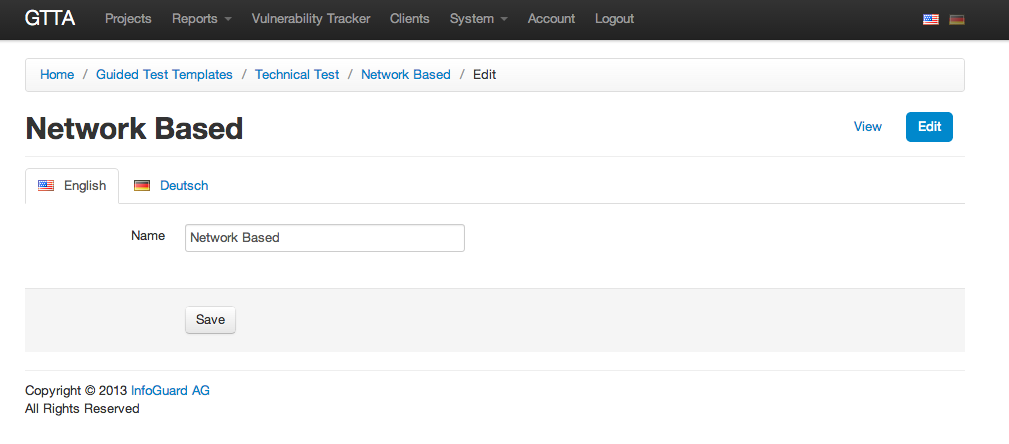 GTTA Projects Reports Vulnerability Tracker Clients System Account Logout
Home / Guided Test Templates / Technical Test / Network Based / Edit
Network Based View Edit
English Deutsch
Name Network Based
Save
Copyright © 2013 InfoGuard AG
All Rights Reserved